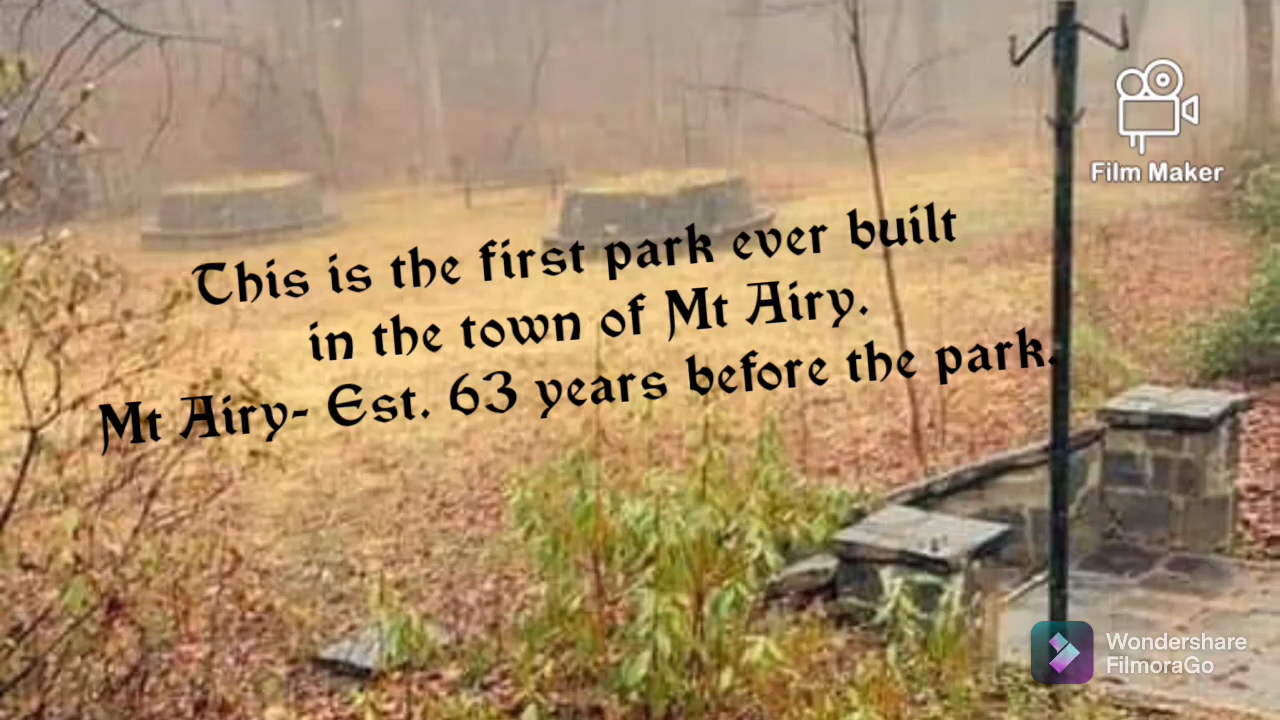 Film Maker
This is the first park ever built
in the town of Mt Airy.
Mt Airy- Est. 63 years before the park.
Wondershare
FilmoraGo